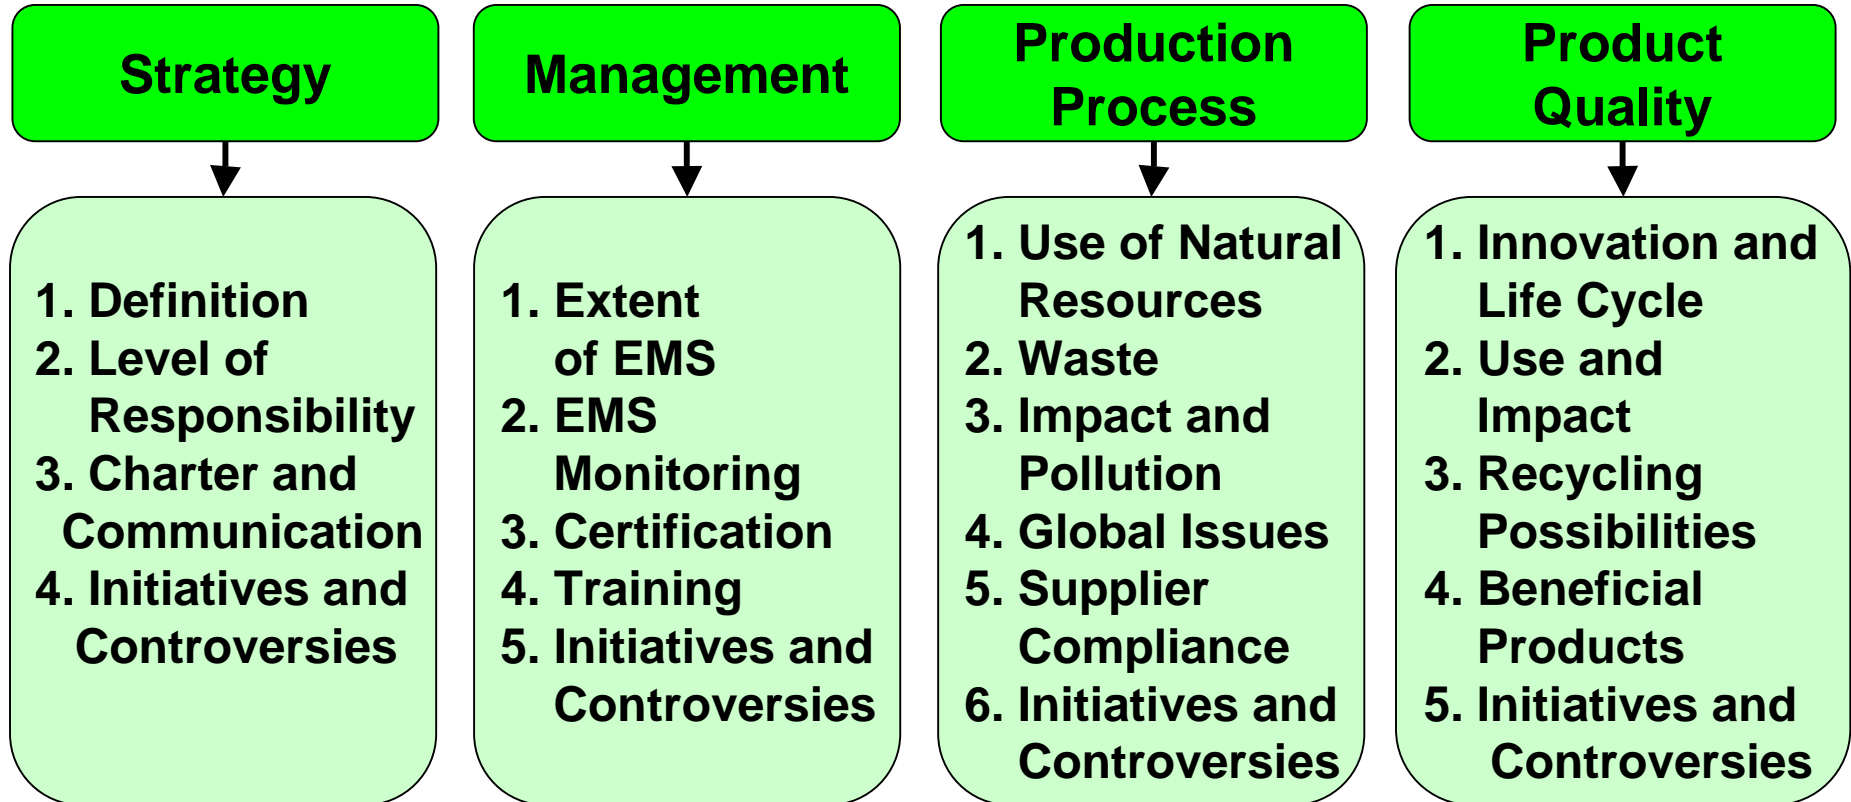 Strategy
1. Definition
2. Level of
Responsibility
3. Charter and
Communication
4. Initiatives and
Controversies
Management
1. Extent
of EMS
2. EMS
Monitoring
3. Certification
4. Training
5. Initiatives and
Controversies
Production
Process
1. Use of Natural
Resources
2. Waste
3. Impact and
Pollution
4. Global Issues
5. Supplier
Compliance
6. Initiatives and
Controversies
Product
Quality
1. Innovation and
Life Cycle
2. Use and
Impact
3. Recycling
Possibilities
4. Beneficial
Products
5. Initiatives and
Controversies